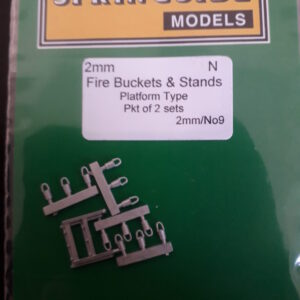 MODELS
2mm N
Fire Buckets & Stands
Platform Type
Pkt of 2 sets
2mm/No9